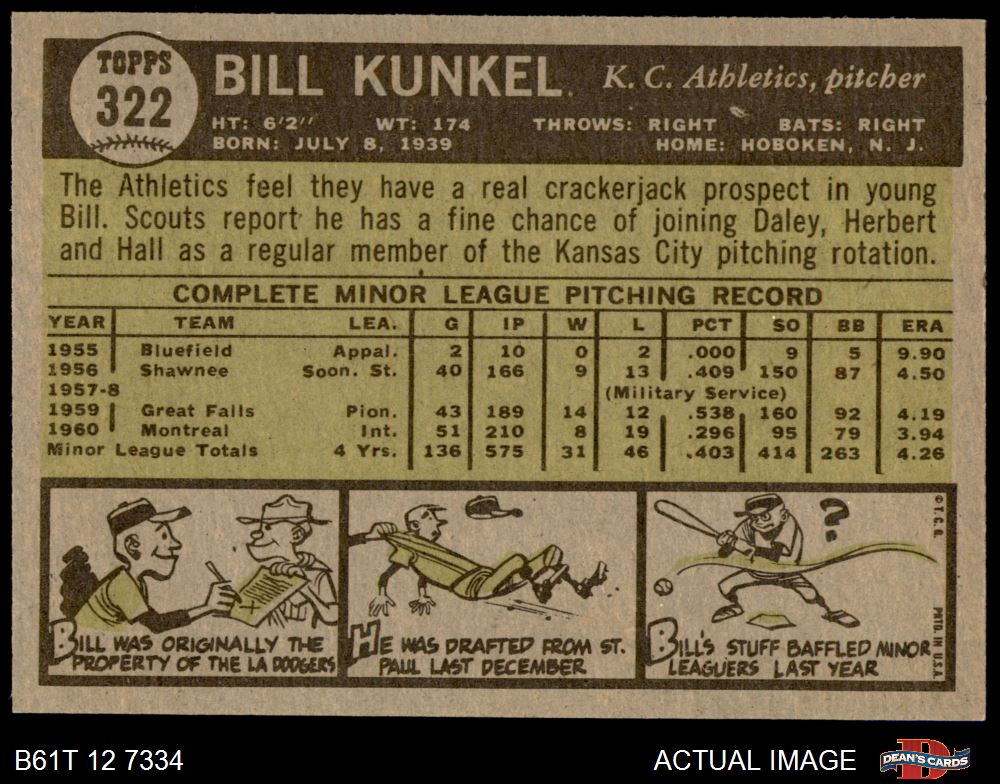 TOPPS
322
BILL KUNKEL
K. C. Athletics, pitcher
HT: 6'2" WT: 174 THROWS: RIGHT BATS: RIGHT
BORN: JULY 8, 1939 HOME: HOBOKEN, N. J.
The Athletics feel they have a real crackerjack prospect in young
Bill. Scouts report he has a fine chance of joining Daley, Herbert
and Hall as a regular member of the Kansas City pitching rotation.
COMPLETE MINOR LEAGUE PITCHING RECORD
YEAR TEAM LEA. G IP W L PCT SO BB ERA
1955 Bluefield Appal. 2 10 0 2 .000 9 5 9.90
1956 Shawnee Soon. St. 40 166 9 13 .409 150 87 4.50
1957-8 (Military Service)
1959 Great Falls Pion. 43 189 14 12 .538 160 92 4.19
1960 Montreal Int. 51 210 8 19 .296 95 79 3.94
Minor League Totals 4 Yrs. 136 575 31 46 .403 414 263 4.26
BILL WAS ORIGINALLY THE
PROPERTY OF THE LA DODGERS
HE WAS DRAFTED FROM ST.
PAUL LAST DECEMBER
?
BILL'S STUFF BAFFLED MINOR
LEAGUERS LAST YEAR
© T. C. G.
PRTD. IN U.S.A.
B61T 12 7334
ACTUAL IMAGE
D
DEAN'S CARDS